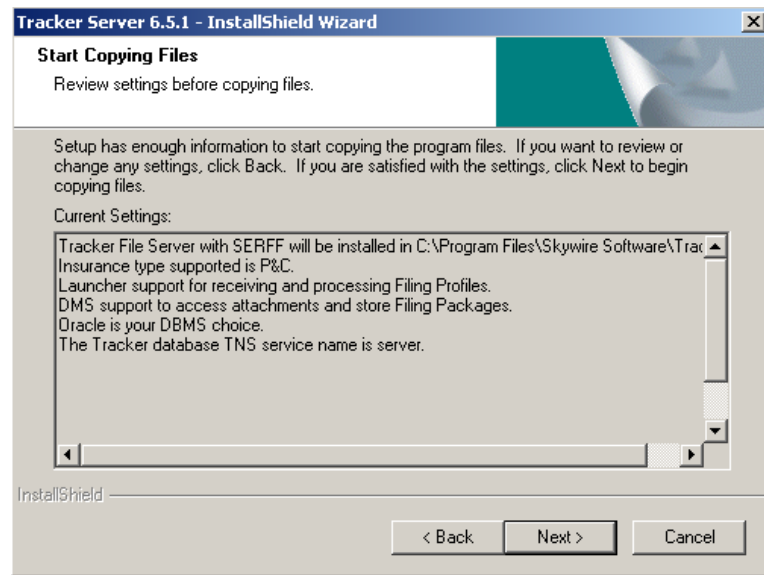 Tracker Server 6.5.1 - InstallShield Wizard
Start Copying Files
Review settings before copying files.
Setup has enough information to start copying the program files. If you want to review or
change any settings, click Back. If you are satisfied with the settings, click Next to begin
copying files.
Current Settings:
Tracker File Server with SERFF will be installed in C:\Program Files\Skywire Software\Trac
Insurance type supported is P&C.
Launcher support for receiving and processing Filing Profiles.
DMS support to access attachments and store Filing Packages.
Oracle is your DBMS choice.
The Tracker database TNS service name is server.
InstallShield
< Back Next > Cancel